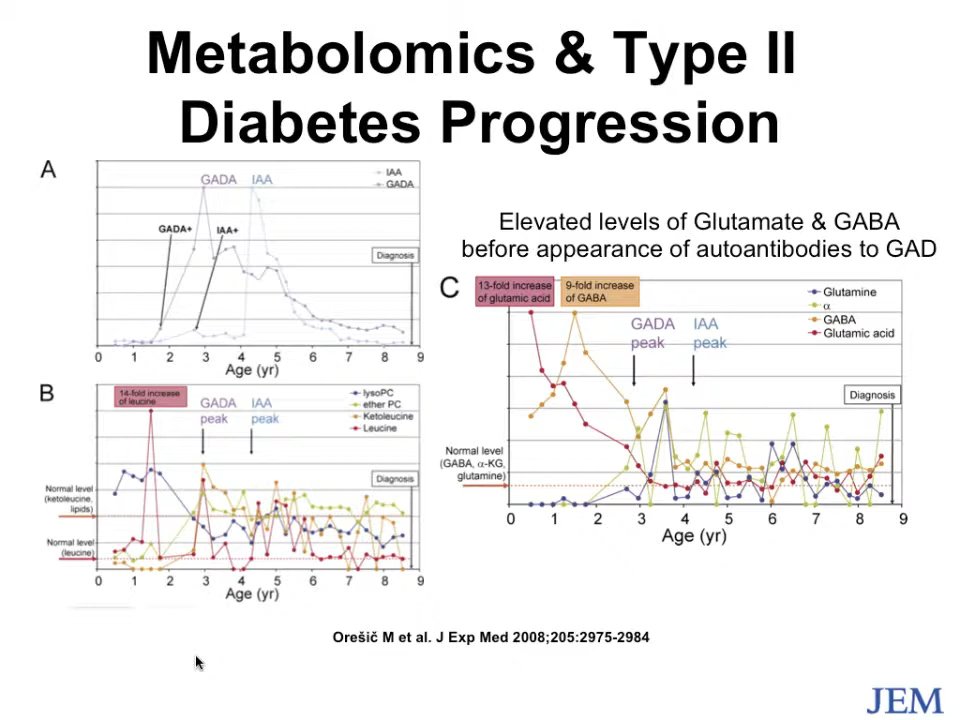 Metabolomics & Type II
Diabetes Progression
A
GADA IAA
IAA
GADA
GADA+
IAA+
Diagnosis
0 1 2 3 4 5 6 7 8 9
Age (yr)
Elevated levels of Glutamate & GABA
before appearance of autoantibodies to GAD
B
14-fold increase
of leucine
GADA
peak
IAA
peak
lysoPC
ether PC
Ketoleucine
Leucine
Diagnosis
Normal level
(ketoleucine,
lipids)
Normal level
(leucine)
0 1 2 3 4 5 6 7 8 9
Age (yr)
C
13-fold increase
of glutamic acid
9-fold increase
of GABA
GADA
peak
IAA
peak
Glutamine
α
GABA
Glutamic acid
Diagnosis
Normal level
(GABA, α-KG,
glutamine)
0 1 2 3 4 5 6 7 8 9
Age (yr)
Orešič M et al. J Exp Med 2008;205:2975-2984
JEM